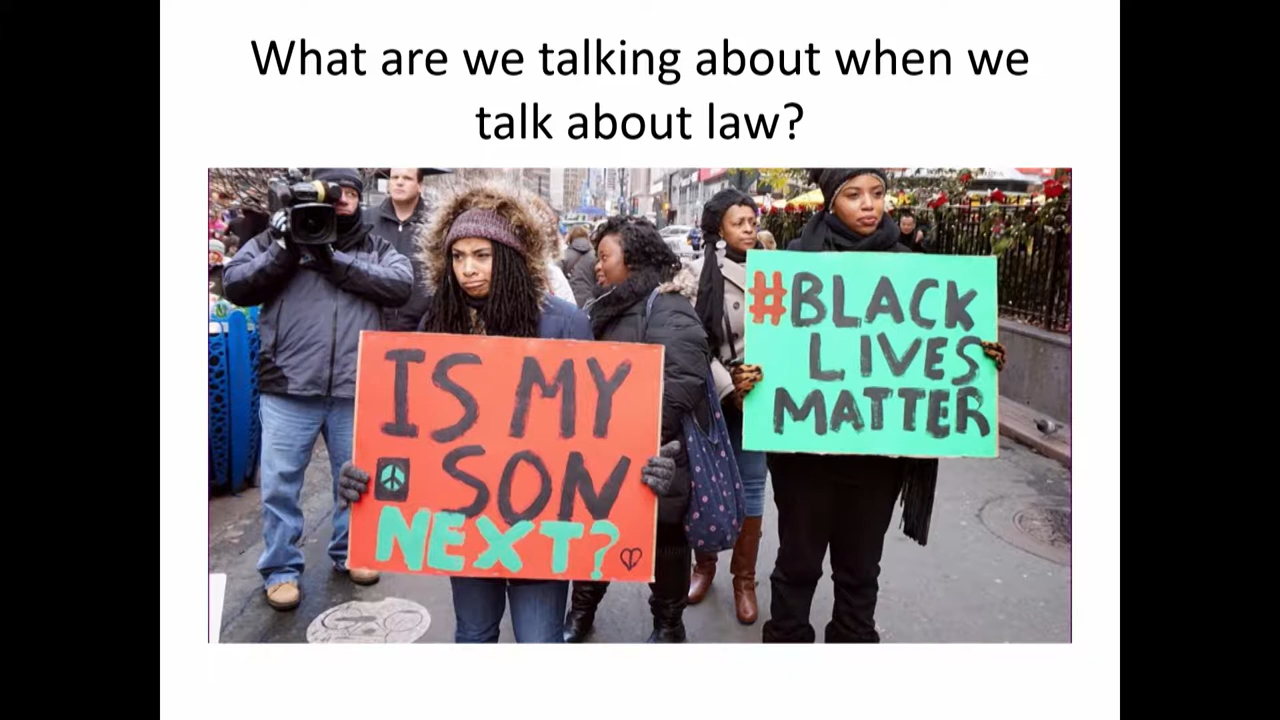 What are we talking about when we
talk about law?
IS MY
SON
NEXT?
#BLACK
LIVES
MATTER